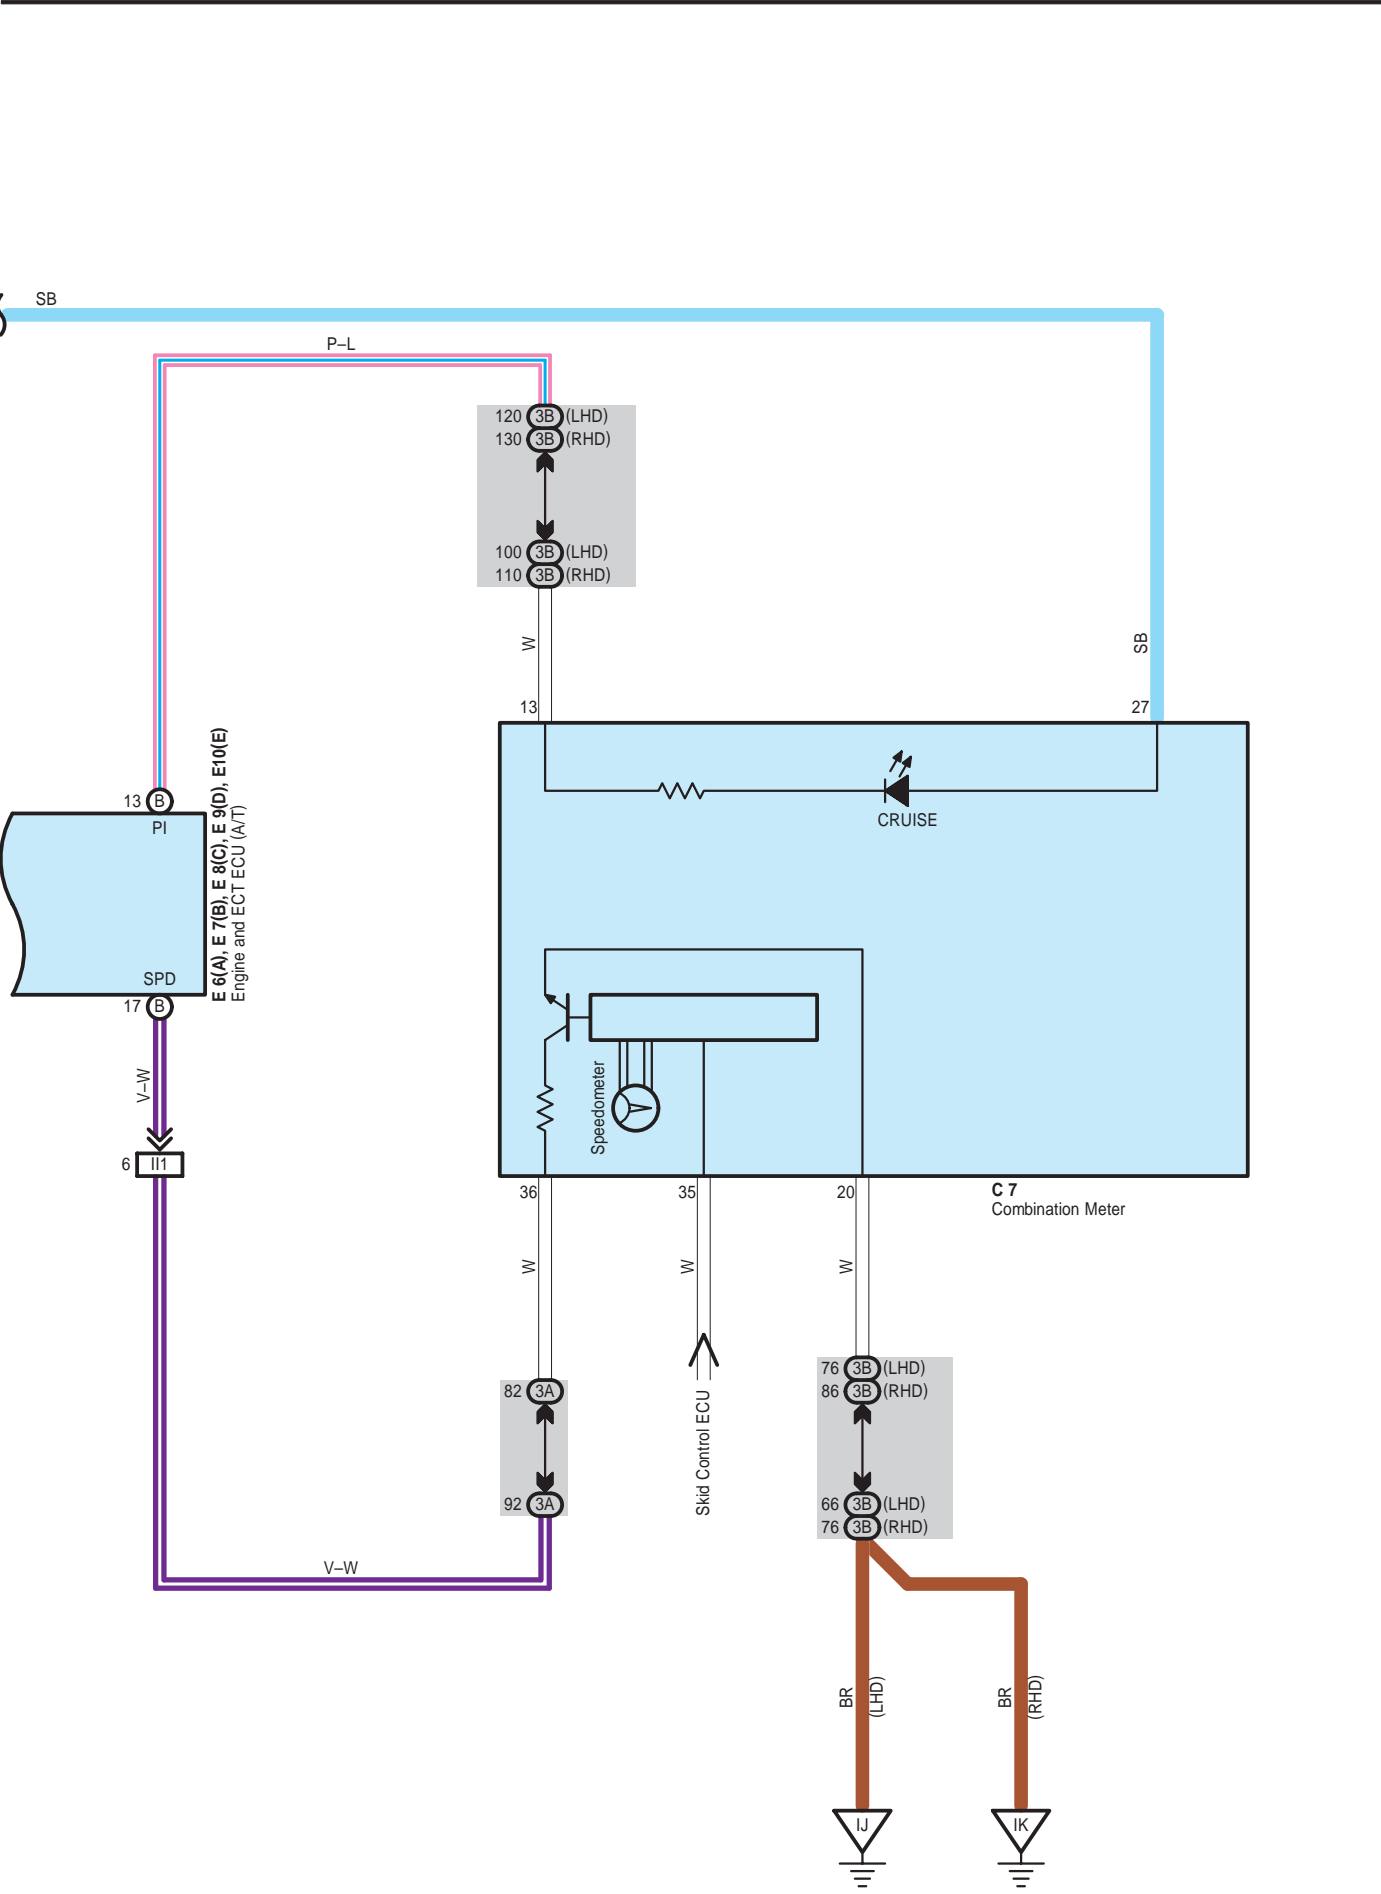 SB
P–L
120 3B (LHD)
130 3B (RHD)
100 3B (LHD)
110 3B (RHD)
W
SB
13
27
CRUISE
13 B
PI
SPD
17 B
E 6(A), E 7(B), E 8(C), E 9(D), E10(E)
Engine and ECT ECU (A/T)
V–W
6 II1
Speedometer
36
35
20
C 7
Combination Meter
W
W
W
Skid Control ECU
82 3A
92 3A
76 3B (LHD)
86 3B (RHD)
66 3B (LHD)
76 3B (RHD)
V–W
BR
(LHD)
BR
(RHD)
IJ
IK